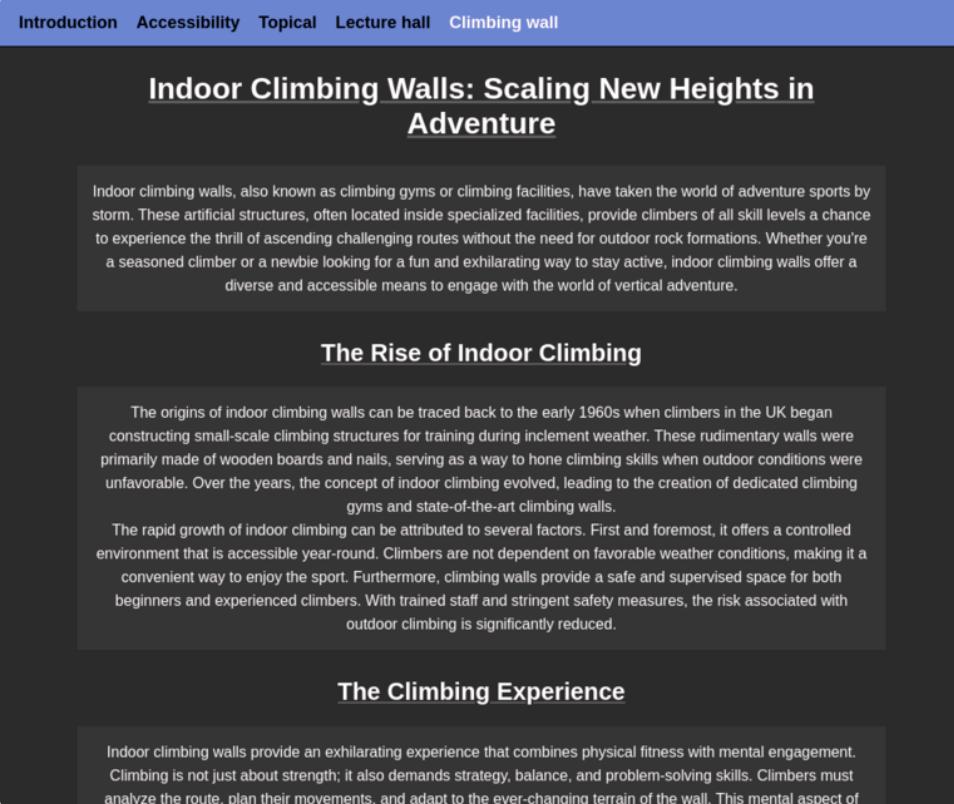 Introduction Accessibility Topical Lecture hall Climbing wall
Indoor Climbing Walls: Scaling New Heights in
Adventure
Indoor climbing walls, also known as climbing gyms or climbing facilities, have taken the world of adventure sports by
storm. These artificial structures, often located inside specialized facilities, provide climbers of all skill levels a chance
to experience the thrill of ascending challenging routes without the need for outdoor rock formations. Whether you're
a seasoned climber or a newbie looking for a fun and exhilarating way to stay active, indoor climbing walls offer a
diverse and accessible means to engage with the world of vertical adventure.
The Rise of Indoor Climbing
The origins of indoor climbing walls can be traced back to the early 1960s when climbers in the UK began
constructing small-scale climbing structures for training during inclement weather. These rudimentary walls were
primarily made of wooden boards and nails, serving as a way to hone climbing skills when outdoor conditions were
unfavorable. Over the years, the concept of indoor climbing evolved, leading to the creation of dedicated climbing
gyms and state-of-the-art climbing walls.
The rapid growth of indoor climbing can be attributed to several factors. First and foremost, it offers a controlled
environment that is accessible year-round. Climbers are not dependent on favorable weather conditions, making it a
convenient way to enjoy the sport. Furthermore, climbing walls provide a safe and supervised space for both
beginners and experienced climbers. With trained staff and stringent safety measures, the risk associated with
outdoor climbing is significantly reduced.
The Climbing Experience
Indoor climbing walls provide an exhilarating experience that combines physical fitness with mental engagement.
Climbing is not just about strength; it also demands strategy, balance, and problem-solving skills. Climbers must
analyze the route, plan their movements, and adapt to the ever-changing terrain of the wall. This mental aspect of